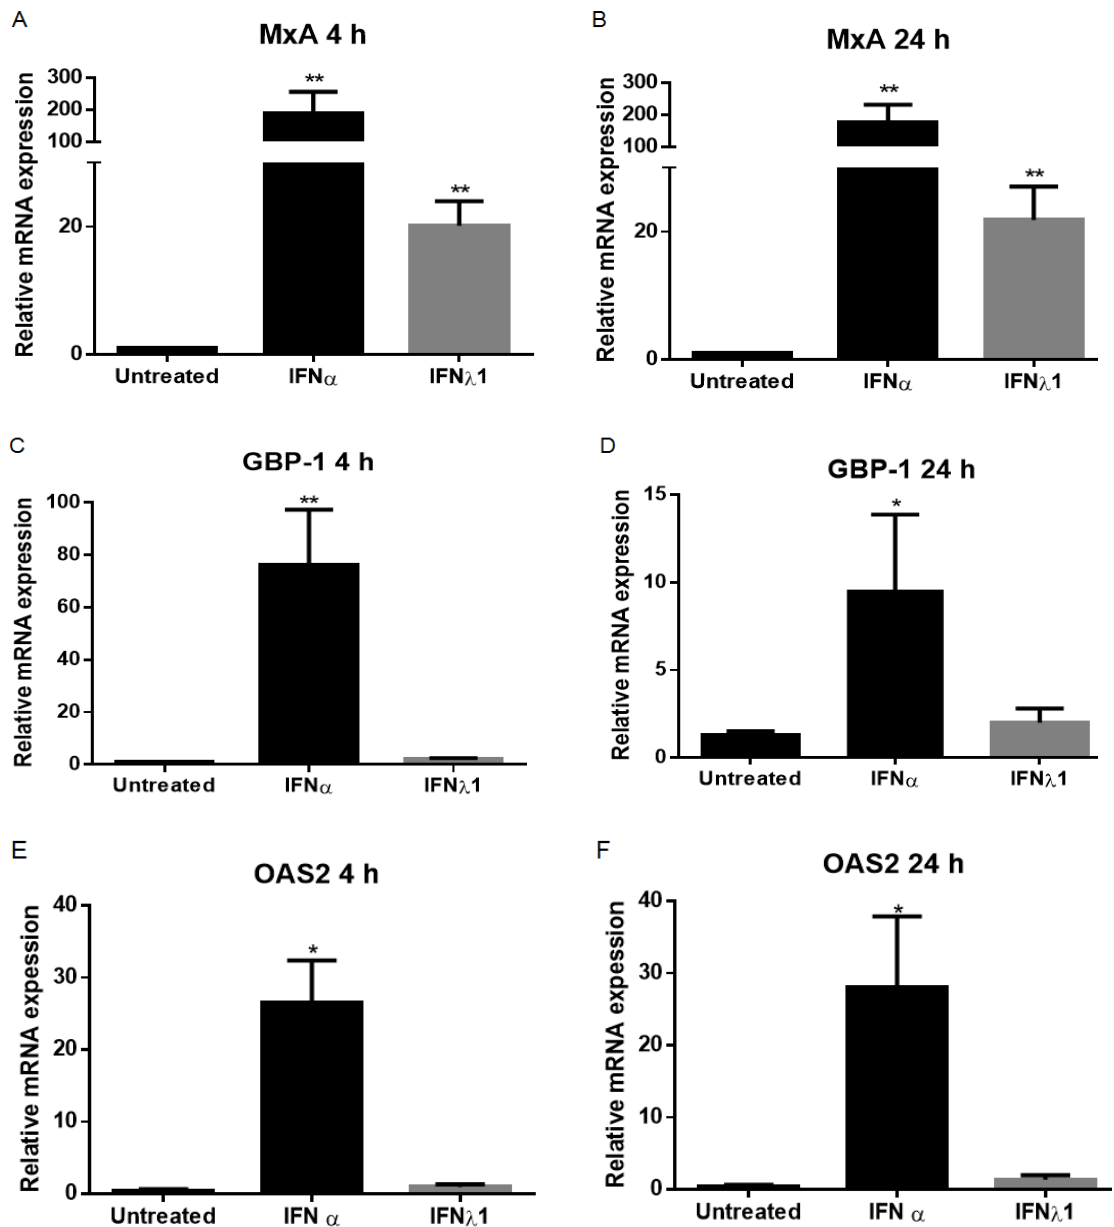 A
MxA 4 h
Relative mRNA expression
300
200
100
20
0
**
**
Untreated
IFNα
IFNλ1
B
MxA 24 h
Relative mRNA expression
300
200
100
20
0
**
**
Untreated
IFNα
IFNλ1
C
GBP-1 4 h
Relative mRNA expression
100
80
60
40
20
0
**
Untreated
IFNα
IFNλ1
D
GBP-1 24 h
Relative mRNA expression
15
10
5
0
*
Untreated
IFNα
IFNλ1
E
OAS2 4 h
Relative mRNA expession
40
30
20
10
0
*
Untreated
IFN α
IFNλ1
F
OAS2 24 h
Relative mRNA expession
40
30
20
10
0
*
Untreated
IFN α
IFNλ1